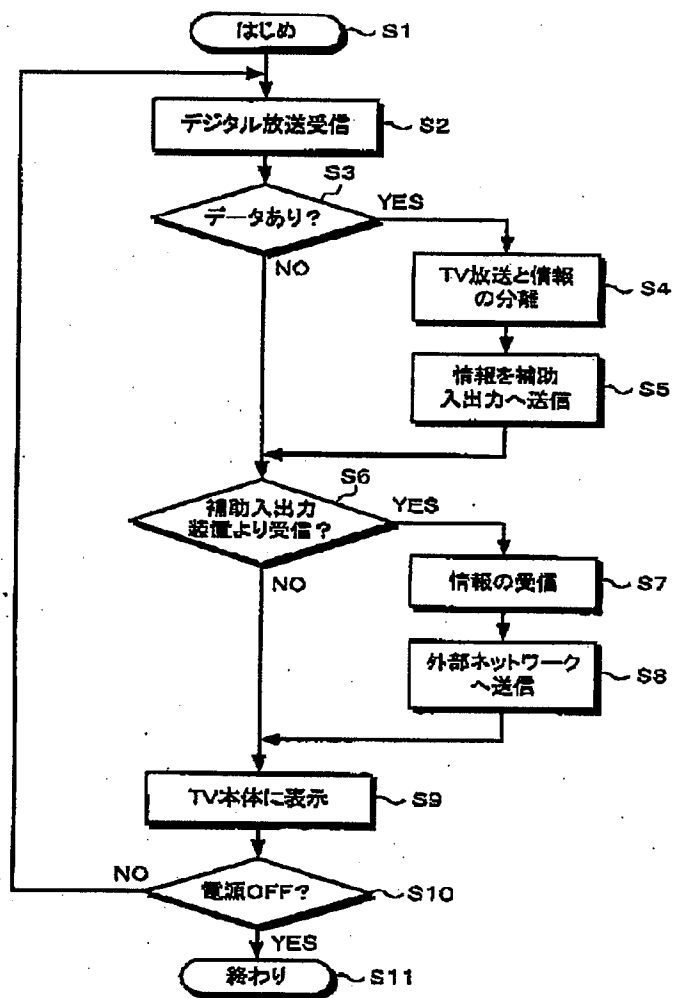 はじめ
S1
デジタル放送受信
S2
S3
データあり?
YES
NO
TV放送と情報
の分離
S4
情報を補助
入出力へ送信
S5
S6
補助入出力
装置より受信?
YES
NO
情報の受信
S7
外部ネットワーク
へ送信
S8
TV本体に表示
S9
NO
電源OFF?
S10
YES
終わり
S11